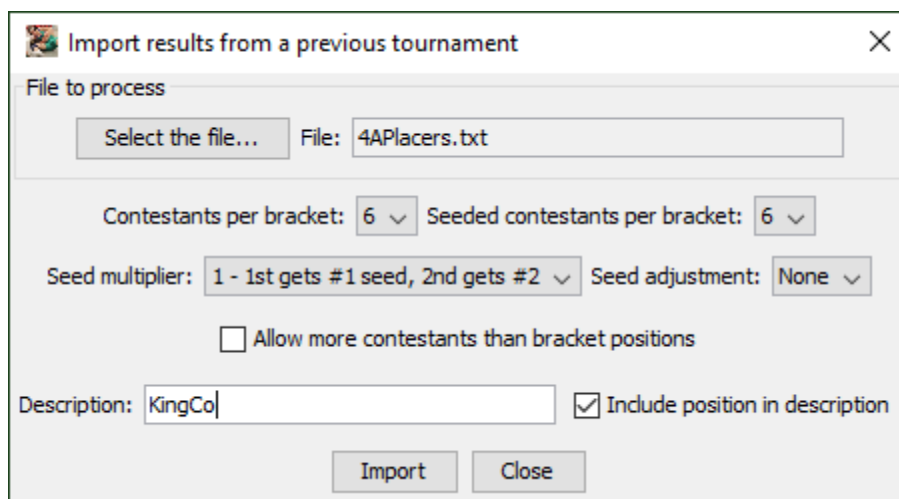 Import results from a previous tournament
File to process
Select the file... File: 4APlacers.txt
Contestants per bracket: 6 Seeded contestants per bracket: 6
Seed multiplier: 1 - 1st gets #1 seed, 2nd gets #2 Seed adjustment: None
Allow more contestants than bracket positions
Description: KingCo Include position in description
Import Close